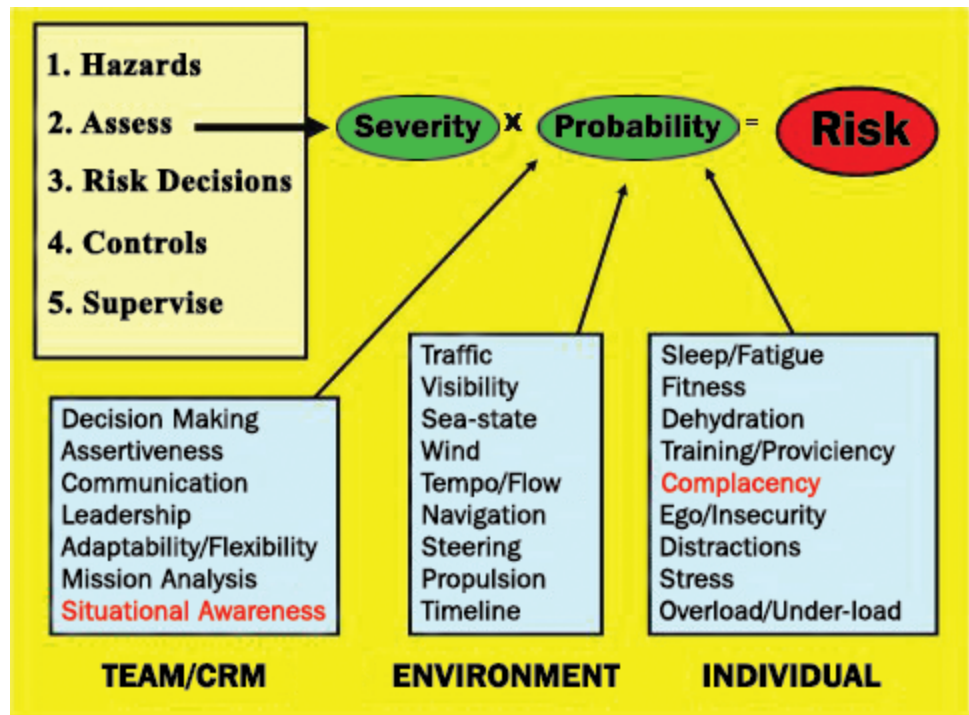 1. Hazards
2. Assess
3. Risk Decisions
4. Controls
5. Supervise
Severity x Probability = Risk
Decision Making
Assertiveness
Communication
Leadership
Adaptability/Flexibility
Mission Analysis
Situational Awareness
TEAM/CRM
Traffic
Visibility
Sea-state
Wind
Tempo/Flow
Navigation
Steering
Propulsion
Timeline
ENVIRONMENT
Sleep/Fatigue
Fitness
Dehydration
Training/Proviciency
Complacency
Ego/Insecurity
Distractions
Stress
Overload/Under-load
INDIVIDUAL